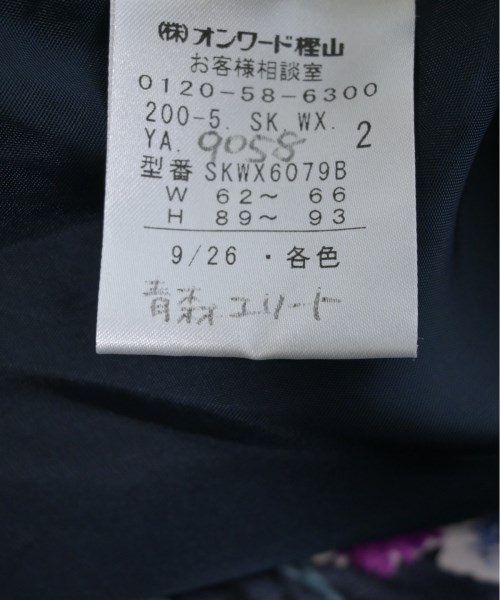 (株)オンワード樫山
お客様相談室
0120-58-6300
200-5. SK WX.
YA. 9058 2
型番 SKWX6079B
W 62~ 66
H 89~ 93
9/26 ・各色
青森エリート